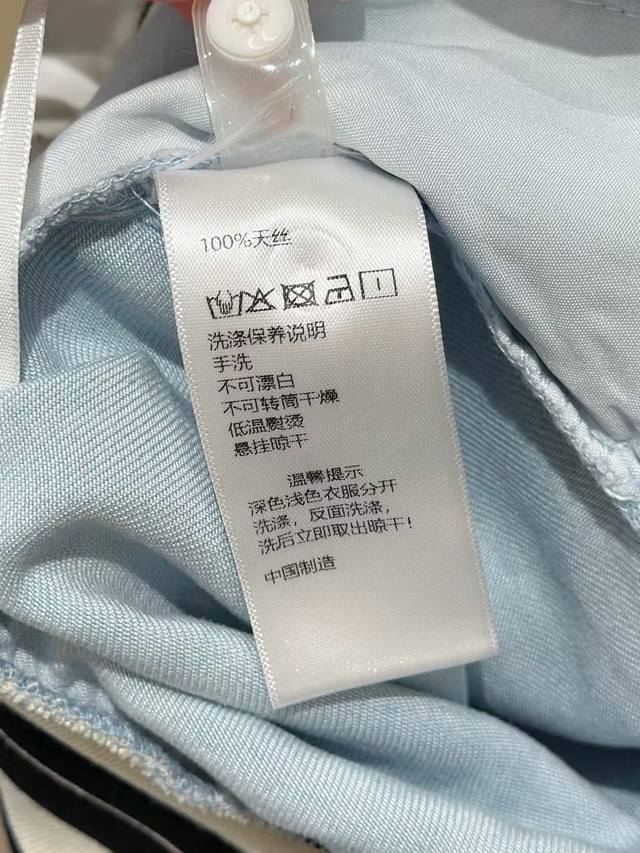 100%天丝
洗涤保养说明
手洗
不可漂白
不可转筒干燥
低温熨烫
悬挂晾干
温馨提示
深色浅色衣服分开
洗涤，反面洗涤，
洗后立即取出晾干！
中国制造